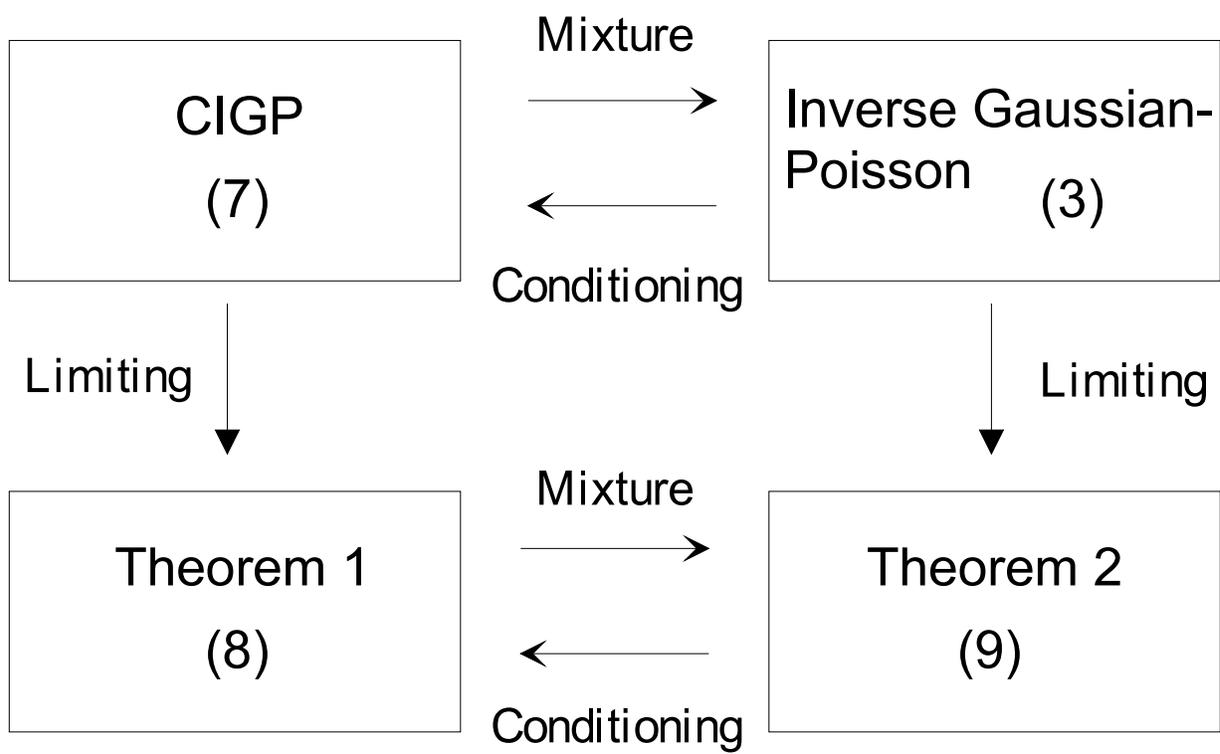 Mixture
CIGP
(7)
Inverse Gaussian-
Poisson
(3)
Conditioning
Limiting
Limiting
Mixture
Theorem 1
(8)
Theorem 2
(9)
Conditioning